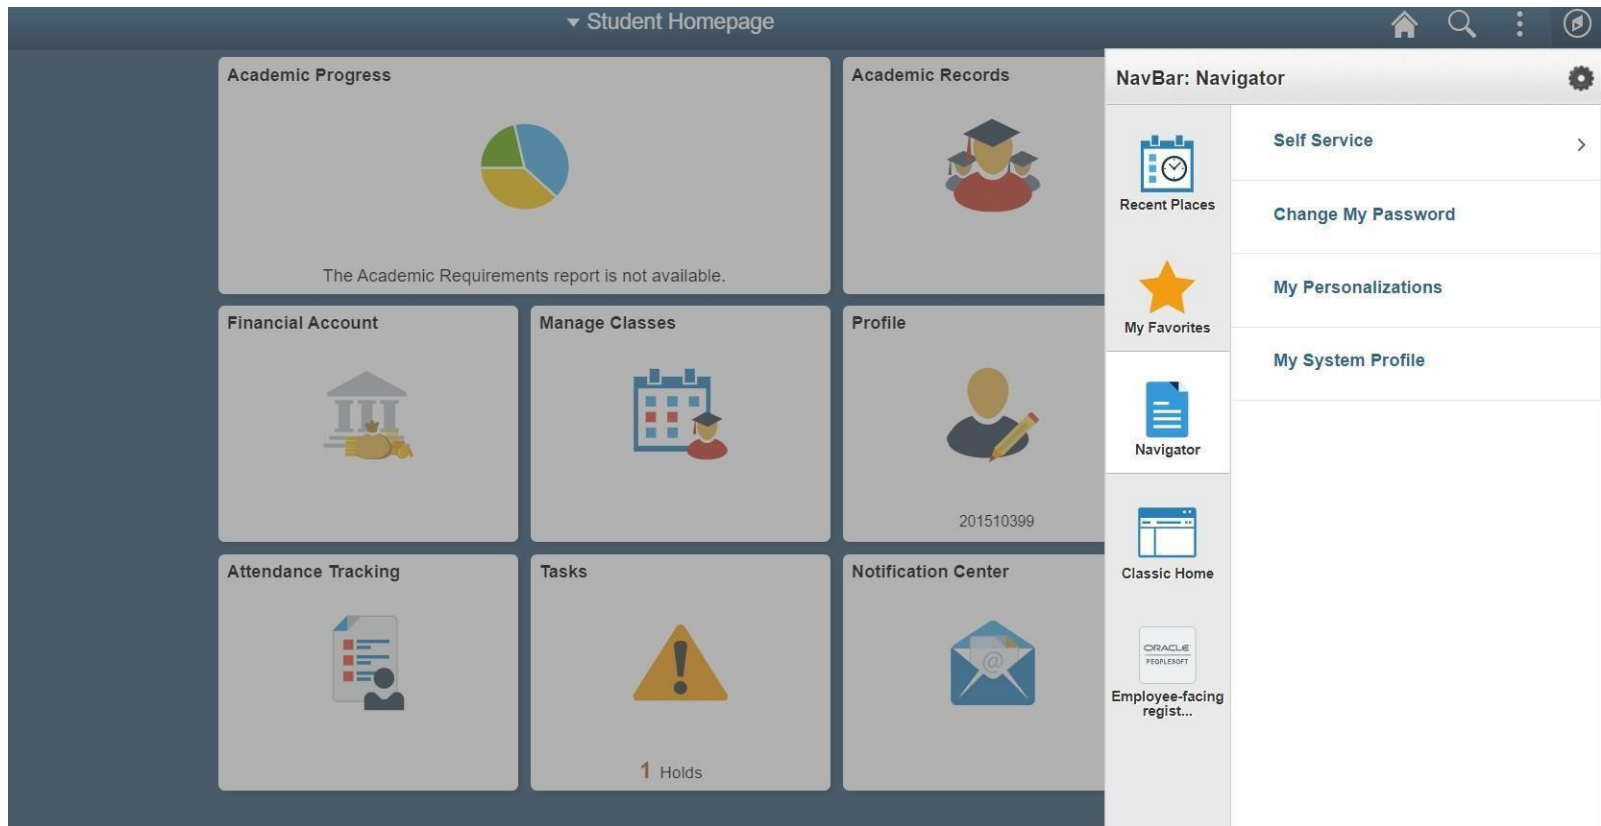 Student Homepage
Academic Progress
The Academic Requirements report is not available.
Academic Records
Financial Account
Manage Classes
Profile
201510399
Attendance Tracking
Tasks
1 Holds
Notification Center
@
NavBar: Navigator
Recent Places
My Favorites
Navigator
Classic Home
ORACLE
PEOPLESOFT
Employee-facing
regist...
Self Service
Change My Password
My Personalizations
My System Profile